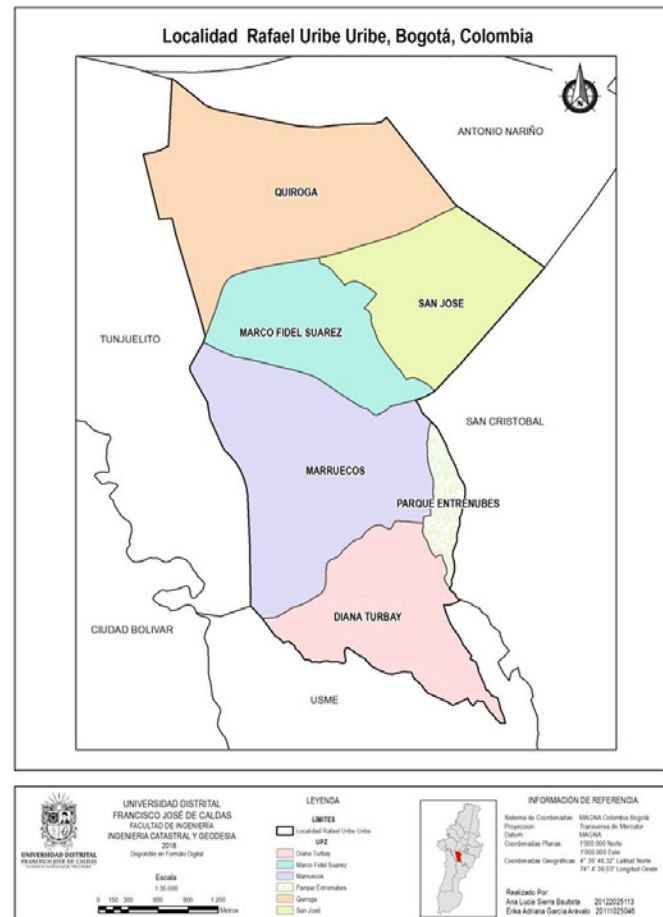 Localidad Rafael Uribe Uribe, Bogotá, Colombia
ANTONIO NARIÑO
QUIROGA
SAN JOSE
MARCO FIDEL SUAREZ
TUNJUELITO
SAN CRISTOBAL
MARRUECOS
PARQUE ENTRENUBES
DIANA TURBAY
CIUDAD BOLIVAR
USME
UNIVERSIDAD DISTRITAL
FRANCISCO JOSÉ DE CALDAS
UNIVERSIDAD DISTRITAL
FRANCISCO JOSÉ DE CALDAS
FACULTAD DE INGENIERÍA
INGENIERIA CATASTRAL Y GEODESIA
2018
Disponible en Formato Digital
Escala
1:35.000
0 150 300 600 900 1.200
Metros
LEYENDA
LÍMITES
Localidad Rafael Uribe Uribe
UPZ
Diana Turbay
Marco Fidel Suarez
Marruecos
Parque Entrenubes
Quiroga
San José
INFORMACIÓN DE REFERENCIA
Sistema de Coordenadas: MAGNA Colombia Bogotá
Proyeccion: Transversa de Mercator
Datum: MAGNA
Coordenadas Planas: 1'000.000 Norte
1'000.000 Este
Coordenadas Geográficas: 4° 35' 46,32" Latitud Norte
74° 4' 39,03" Longitud Oeste
Realizado Por:
Ana Lucia Sierra Bautista 20122025113
Erika Adriana Garcia Arévalo 20111025046